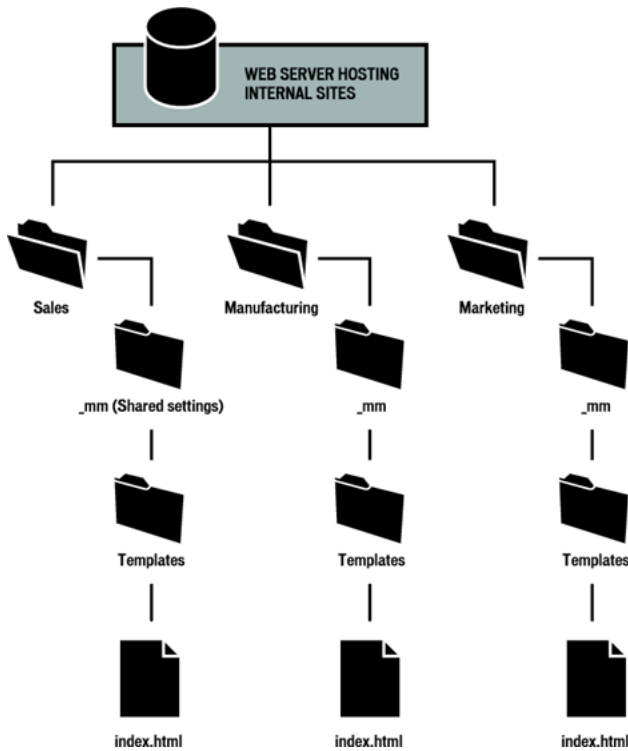 WEB SERVER HOSTING
INTERNAL SITES
Sales
Manufacturing
Marketing
_mm (Shared settings)
_mm
_mm
Templates
Templates
Templates
index.html
index.html
index.html